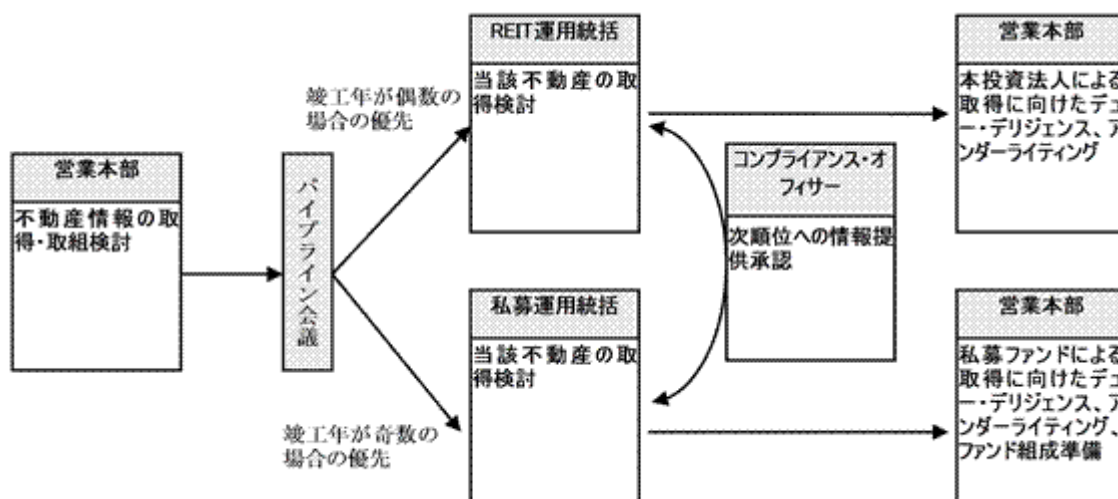 営業本部
不動産情報の取
得・取組検討
パイプライン会議
竣工年が偶数の
場合の優先
竣工年が奇数の
場合の優先
REIT運用統括
当該不動産の取
得検討
私募運用統括
当該不動産の取
得検討
コンプライアンス・オ
フィサー
次順位への情報提
供承認
営業本部
本投資法人による
取得に向けたデュ
ー・デリジェンス、ア
ンダーライティング
営業本部
私募ファンドによる
取得に向けたデュ
ー・デリジェンス、ア
ンダーライティング、
ファンド組成準備